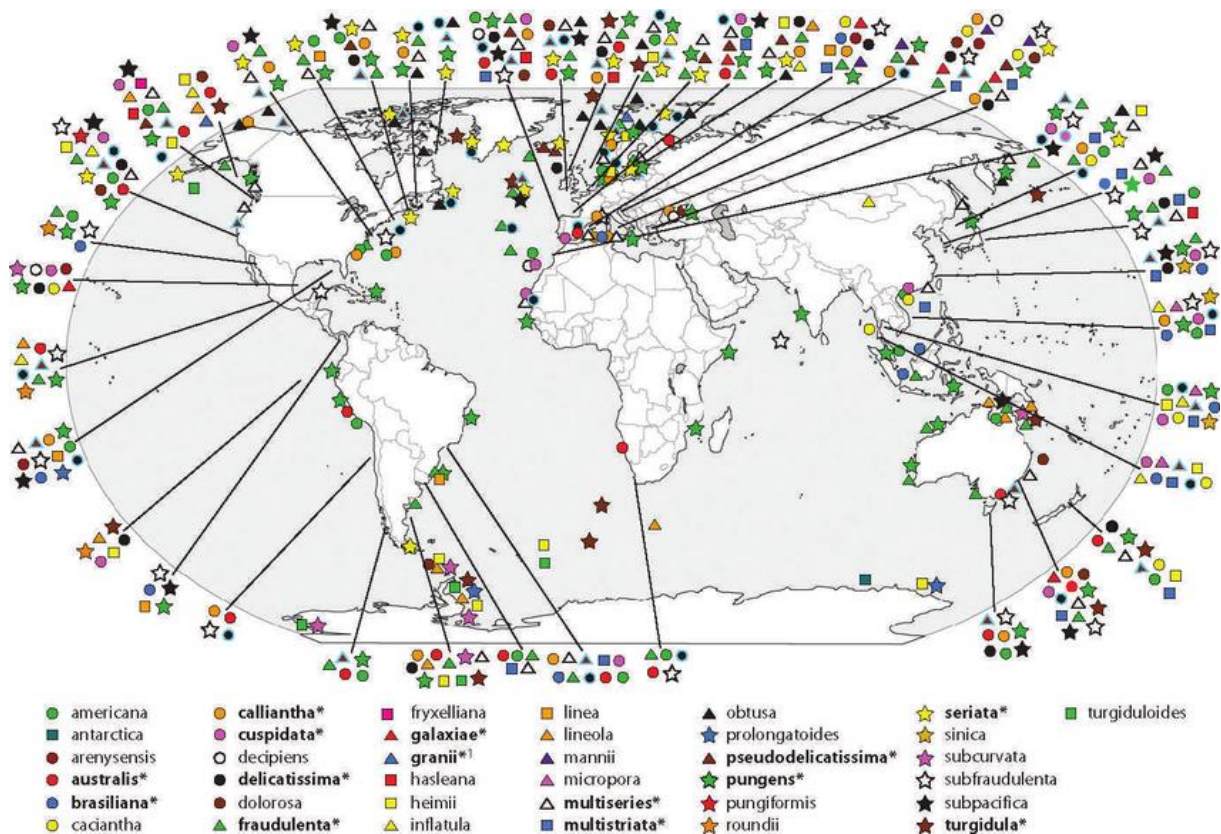 americana
antarctica
arenysensis
australis*
brasiliana*
caciantha
calliantha*
cuspidata*
decipiens
delicatissima*
dolorosa
fraudulenta*
fryxelliana
galaxiae*
granii*¹
hasleana
heimii
inflatula
linea
lineola
mannii
micropora
multiseries*
multistriata*
obtusa
prolongatoides
pseudodelicatissima*
pungens*
pungiformis
roundii
seriata*
sinica
subcurvata
subfraudulenta
subpacifica
turgidula*
turgiduloides